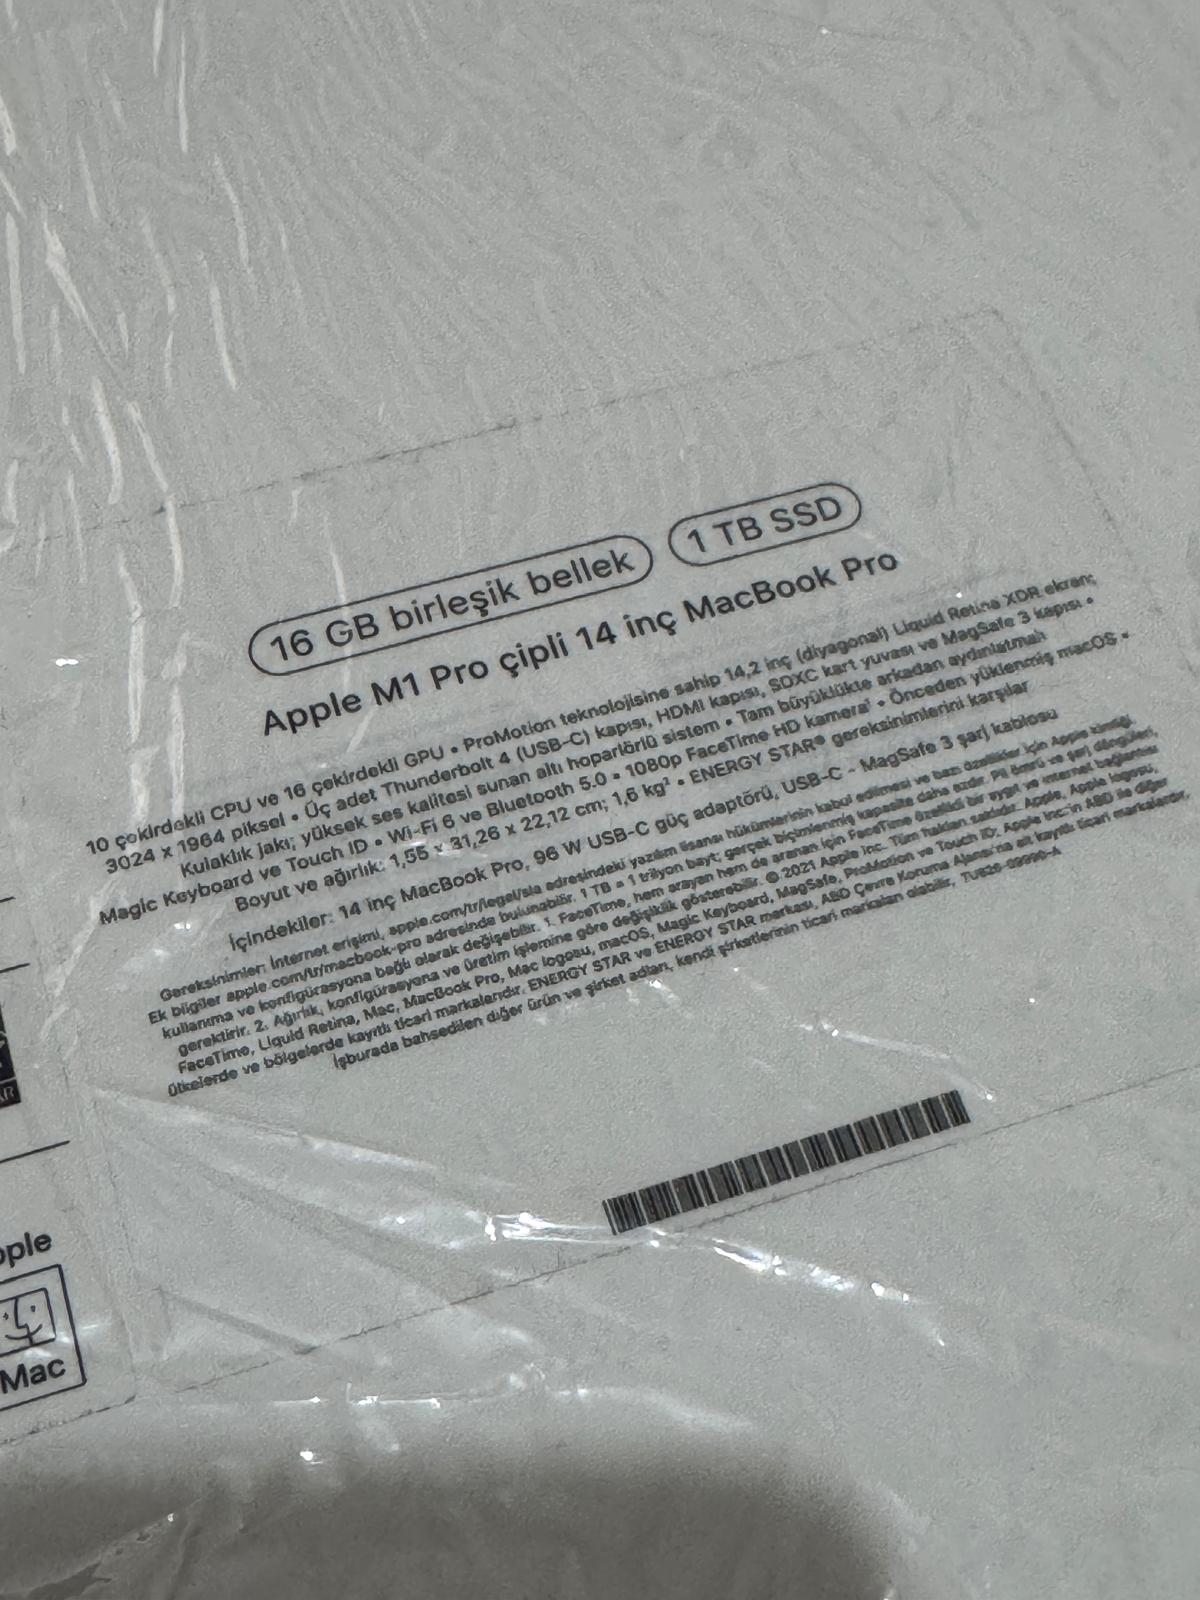 16 GB birleşik bellek 1 TB SSD
Apple M1 Pro çipli 14 inç MacBook Pro
10 çekirdekli CPU ve 16 çekirdekli GPU • ProMotion teknolojisine sahip 14,2 inç (diyagonal) Liquid Retina XDR ekran;
3024 x 1964 piksel • Üç adet Thunderbolt 4 (USB-C) kapısı, HDMI kapısı, SDXC kart yuvası ve MagSafe 3 kapısı •
Kulaklık jakı; yüksek ses kalitesi sunan altı hoparlörlü sistem • Tam büyüklükte arkadan aydınlatmalı
Magic Keyboard ve Touch ID • Wi-Fi 6 ve Bluetooth 5.0 • 1080p FaceTime HD kamera¹ • Önceden yüklenmiş macOS •
Boyut ve ağırlık: 1,55 x 31,26 x 22,12 cm; 1,6 kg² • ENERGY STAR® gereksinimlerini karşılar
İçindekiler: 14 inç MacBook Pro, 96 W USB-C güç adaptörü, USB-C - MagSafe 3 şarj kablosu
Gereksinimler: İnternet erişimi, apple.com/tr/legal/sla adresindeki yazılım lisansı hükümlerinin kabul edilmesi ve bazı özellikler için Apple kimliği.
Ek bilgiler apple.com/tr/macbook-pro adresinde bulunabilir. 1 TB = 1 trilyon bayt; gerçek biçimlenmiş kapasite daha azdır. Pil ömrü ve şarj döngüleri,
kullanıma ve konfigürasyona bağlı olarak değişebilir. 1. FaceTime, hem arayan hem de aranan için FaceTime özellikli bir aygıt ve internet bağlantısı
gerektirir. 2. Ağırlık, konfigürasyona ve üretim işlemine göre değişiklik gösterebilir. © 2021 Apple Inc. Tüm hakları saklıdır. Apple, Apple logosu,
FaceTime, Liquid Retina, Mac, MacBook Pro, Mac logosu, macOS, Magic Keyboard, MagSafe, ProMotion ve Touch ID; Apple Inc.'in ABD ile diğer
ülkelerde ve bölgelerde kayıtlı ticari markalarıdır. ENERGY STAR ve ENERGY STAR markası, ABD Çevre Koruma Ajansı'na ait kayıtlı ticari markalardır.
İşburada bahsedilen diğer ürün ve şirket adları, kendi şirketlerinin ticari markaları olabilir.
Mac